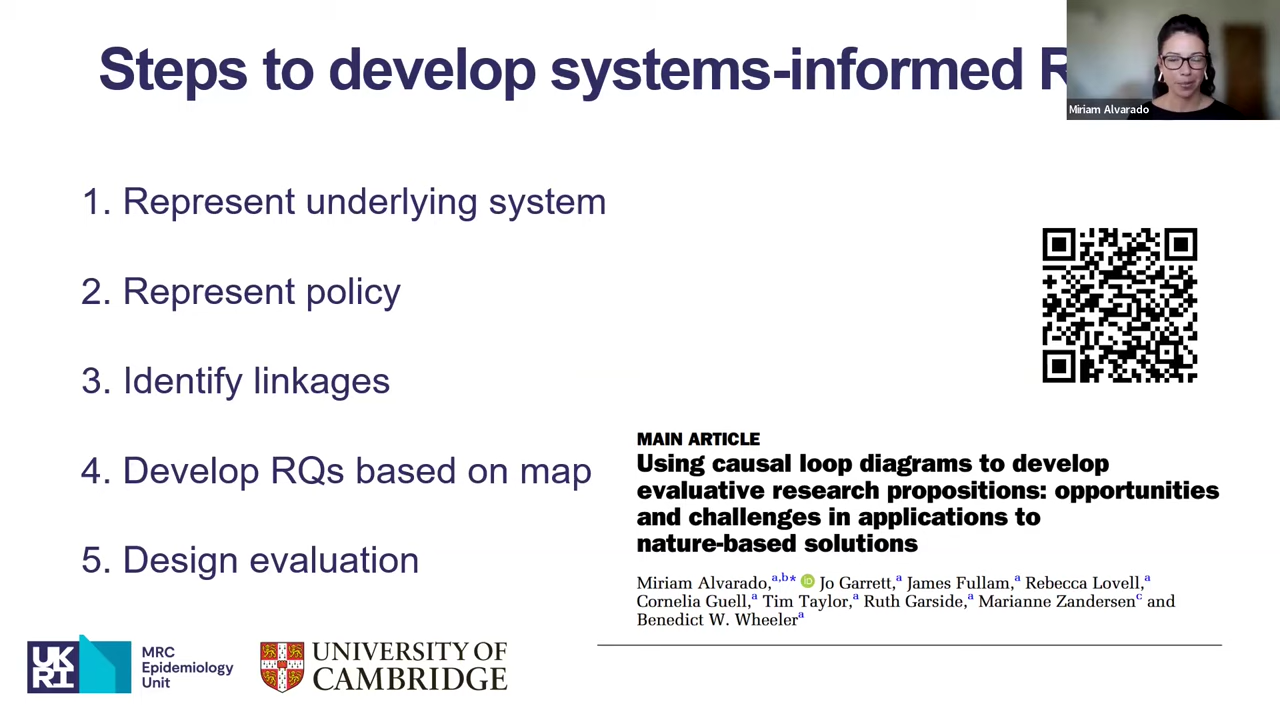 Steps to develop systems-informed
Miriam Alvarado
1. Represent underlying system
2. Represent policy
3. Identify linkages
4. Develop RQs based on map
5. Design evaluation
MAIN ARTICLE
Using causal loop diagrams to develop
evaluative research propositions: opportunities
and challenges in applications to
nature-based solutions
Miriam Alvarado,a,b* iD Jo Garrett,a James Fullam,a Rebecca Lovell,a
Cornelia Guell,a Tim Taylor,a Ruth Garside,a Marianne Zandersenc and
Benedict W. Wheelera
UKRI
MRC
Epidemiology
Unit
UNIVERSITY OF
CAMBRIDGE